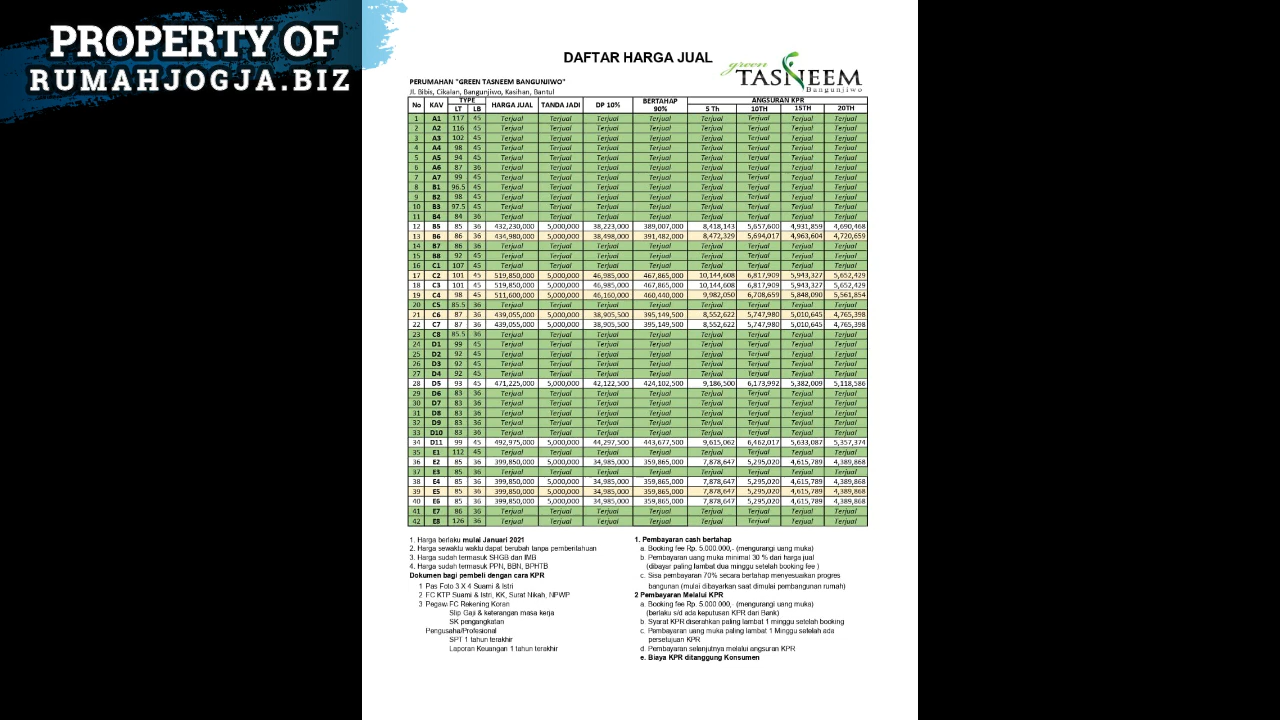 PROPERTY OF
RUMAHJOGJA.BIZ
DAFTAR HARGA JUAL
green
TASNEEM
Bangunjiwo
PERUMAHAN "GREEN TASNEEM BANGUNJIWO"
Jl. Bibis, Cikalan, Bangunjiwo, Kasihan, Bantul
No KAV TYPE HARGA JUAL TANDA JADI DP 10% BERTAHAP 90% ANGSURAN KPR
LT LB 5 Th 10TH 15TH 20TH
1 A1 117 45 Terjual Terjual Terjual Terjual Terjual Terjual Terjual Terjual
2 A2 116 45 Terjual Terjual Terjual Terjual Terjual Terjual Terjual Terjual
3 A3 102 45 Terjual Terjual Terjual Terjual Terjual Terjual Terjual Terjual
4 A4 98 45 Terjual Terjual Terjual Terjual Terjual Terjual Terjual Terjual
5 A5 94 45 Terjual Terjual Terjual Terjual Terjual Terjual Terjual Terjual
6 A6 87 36 Terjual Terjual Terjual Terjual Terjual Terjual Terjual Terjual
7 A7 99 45 Terjual Terjual Terjual Terjual Terjual Terjual Terjual Terjual
8 B1 96.5 45 Terjual Terjual Terjual Terjual Terjual Terjual Terjual Terjual
9 B2 98 45 Terjual Terjual Terjual Terjual Terjual Terjual Terjual Terjual
10 B3 97.5 45 Terjual Terjual Terjual Terjual Terjual Terjual Terjual Terjual
11 B4 84 36 Terjual Terjual Terjual Terjual Terjual Terjual Terjual Terjual
12 B5 85 36 432,230,000 5,000,000 38,223,000 389,007,000 8,418,143 5,657,600 4,931,859 4,690,468
13 B6 86 36 434,980,000 5,000,000 38,498,000 391,482,000 8,472,329 5,694,017 4,963,604 4,720,659
14 B7 86 36 Terjual Terjual Terjual Terjual Terjual Terjual Terjual Terjual
15 B8 92 45 Terjual Terjual Terjual Terjual Terjual Terjual Terjual Terjual
16 C1 107 45 Terjual Terjual Terjual Terjual Terjual Terjual Terjual Terjual
17 C2 101 45 519,850,000 5,000,000 46,985,000 467,865,000 10,144,608 6,817,909 5,943,327 5,652,429
18 C3 101 45 519,850,000 5,000,000 46,985,000 467,865,000 10,144,608 6,817,909 5,943,327 5,652,429
19 C4 98 45 511,600,000 5,000,000 46,160,000 460,440,000 9,982,050 6,708,659 5,848,090 5,561,854
20 C5 85.5 36 Terjual Terjual Terjual Terjual Terjual Terjual Terjual Terjual
21 C6 87 36 439,055,000 5,000,000 38,905,500 395,149,500 8,552,622 5,747,980 5,010,645 4,765,398
22 C7 87 36 439,055,000 5,000,000 38,905,500 395,149,500 8,552,622 5,747,980 5,010,645 4,765,398
23 C8 85.5 36 Terjual Terjual Terjual Terjual Terjual Terjual Terjual Terjual
24 D1 99 45 Terjual Terjual Terjual Terjual Terjual Terjual Terjual Terjual
25 D2 92 45 Terjual Terjual Terjual Terjual Terjual Terjual Terjual Terjual
26 D3 92 45 Terjual Terjual Terjual Terjual Terjual Terjual Terjual Terjual
27 D4 92 45 Terjual Terjual Terjual Terjual Terjual Terjual Terjual Terjual
28 D5 93 45 471,225,000 5,000,000 42,122,500 424,102,500 9,186,500 6,173,992 5,382,009 5,118,586
29 D6 83 36 Terjual Terjual Terjual Terjual Terjual Terjual Terjual Terjual
30 D7 83 36 Terjual Terjual Terjual Terjual Terjual Terjual Terjual Terjual
31 D8 83 36 Terjual Terjual Terjual Terjual Terjual Terjual Terjual Terjual
32 D9 83 36 Terjual Terjual Terjual Terjual Terjual Terjual Terjual Terjual
33 D10 83 36 Terjual Terjual Terjual Terjual Terjual Terjual Terjual Terjual
34 D11 99 45 492,975,000 5,000,000 44,297,500 443,677,500 9,615,062 6,462,017 5,633,087 5,357,374
35 E1 112 45 Terjual Terjual Terjual Terjual Terjual Terjual Terjual Terjual
36 E2 85 36 399,850,000 5,000,000 34,985,000 359,865,000 7,878,647 5,295,020 4,615,789 4,389,868
37 E3 85 36 Terjual Terjual Terjual Terjual Terjual Terjual Terjual Terjual
38 E4 85 36 399,850,000 5,000,000 34,985,000 359,865,000 7,878,647 5,295,020 4,615,789 4,389,868
39 E5 85 36 399,850,000 5,000,000 34,985,000 359,865,000 7,878,647 5,295,020 4,615,789 4,389,868
40 E6 85 36 399,850,000 5,000,000 34,985,000 359,865,000 7,878,647 5,295,020 4,615,789 4,389,868
41 E7 86 36 Terjual Terjual Terjual Terjual Terjual Terjual Terjual Terjual
42 E8 126 36 Terjual Terjual Terjual Terjual Terjual Terjual Terjual Terjual
1. Harga berlaku mulai Januari 2021
2. Harga sewaktu waktu dapat berubah tanpa pemberitahuan
3. Harga sudah termasuk SHGB dan IMB
4. Harga sudah termasuk PPN, BBN, BPHTB
Dokumen bagi pembeli dengan cara KPR
1 Pas Foto 3 X 4 Suami & Istri
2 FC KTP Suami & Istri, KK, Surat Nikah, NPWP
3 Pegaw FC Rekening Koran
Slip Gaji & keterangan masa kerja
SK pengangkatan
Pengusaha/Profesional
SPT 1 tahun terakhir
Laporan Keuangan 1 tahun terakhir
1. Pembayaran cash bertahap
a. Booking fee Rp. 5.000.000,- (mengurangi uang muka)
b Pembayaran uang muka minimal 30 % dari harga jual
(dibayar paling lambat dua minggu setelah booking fee )
c. Sisa pembayaran 70% secara bertahap menyesuaikan progres
bangunan (mulai dibayarkan saat dimulai pembangunan rumah)
2 Pembayaran Melalui KPR
a. Booking fee Rp. 5.000.000,- (mengurangi uang muka)
(berlaku s/d ada keputusan KPR dari Bank)
b. Syarat KPR diserahkan paling lambat 1 minggu setelah booking
c. Pembayaran uang muka paling lambat 1 Minggu setelah ada
persetujuan KPR
d Pembayaran selanjutnya melalui angsuran KPR
e. Biaya KPR ditanggung Konsumen